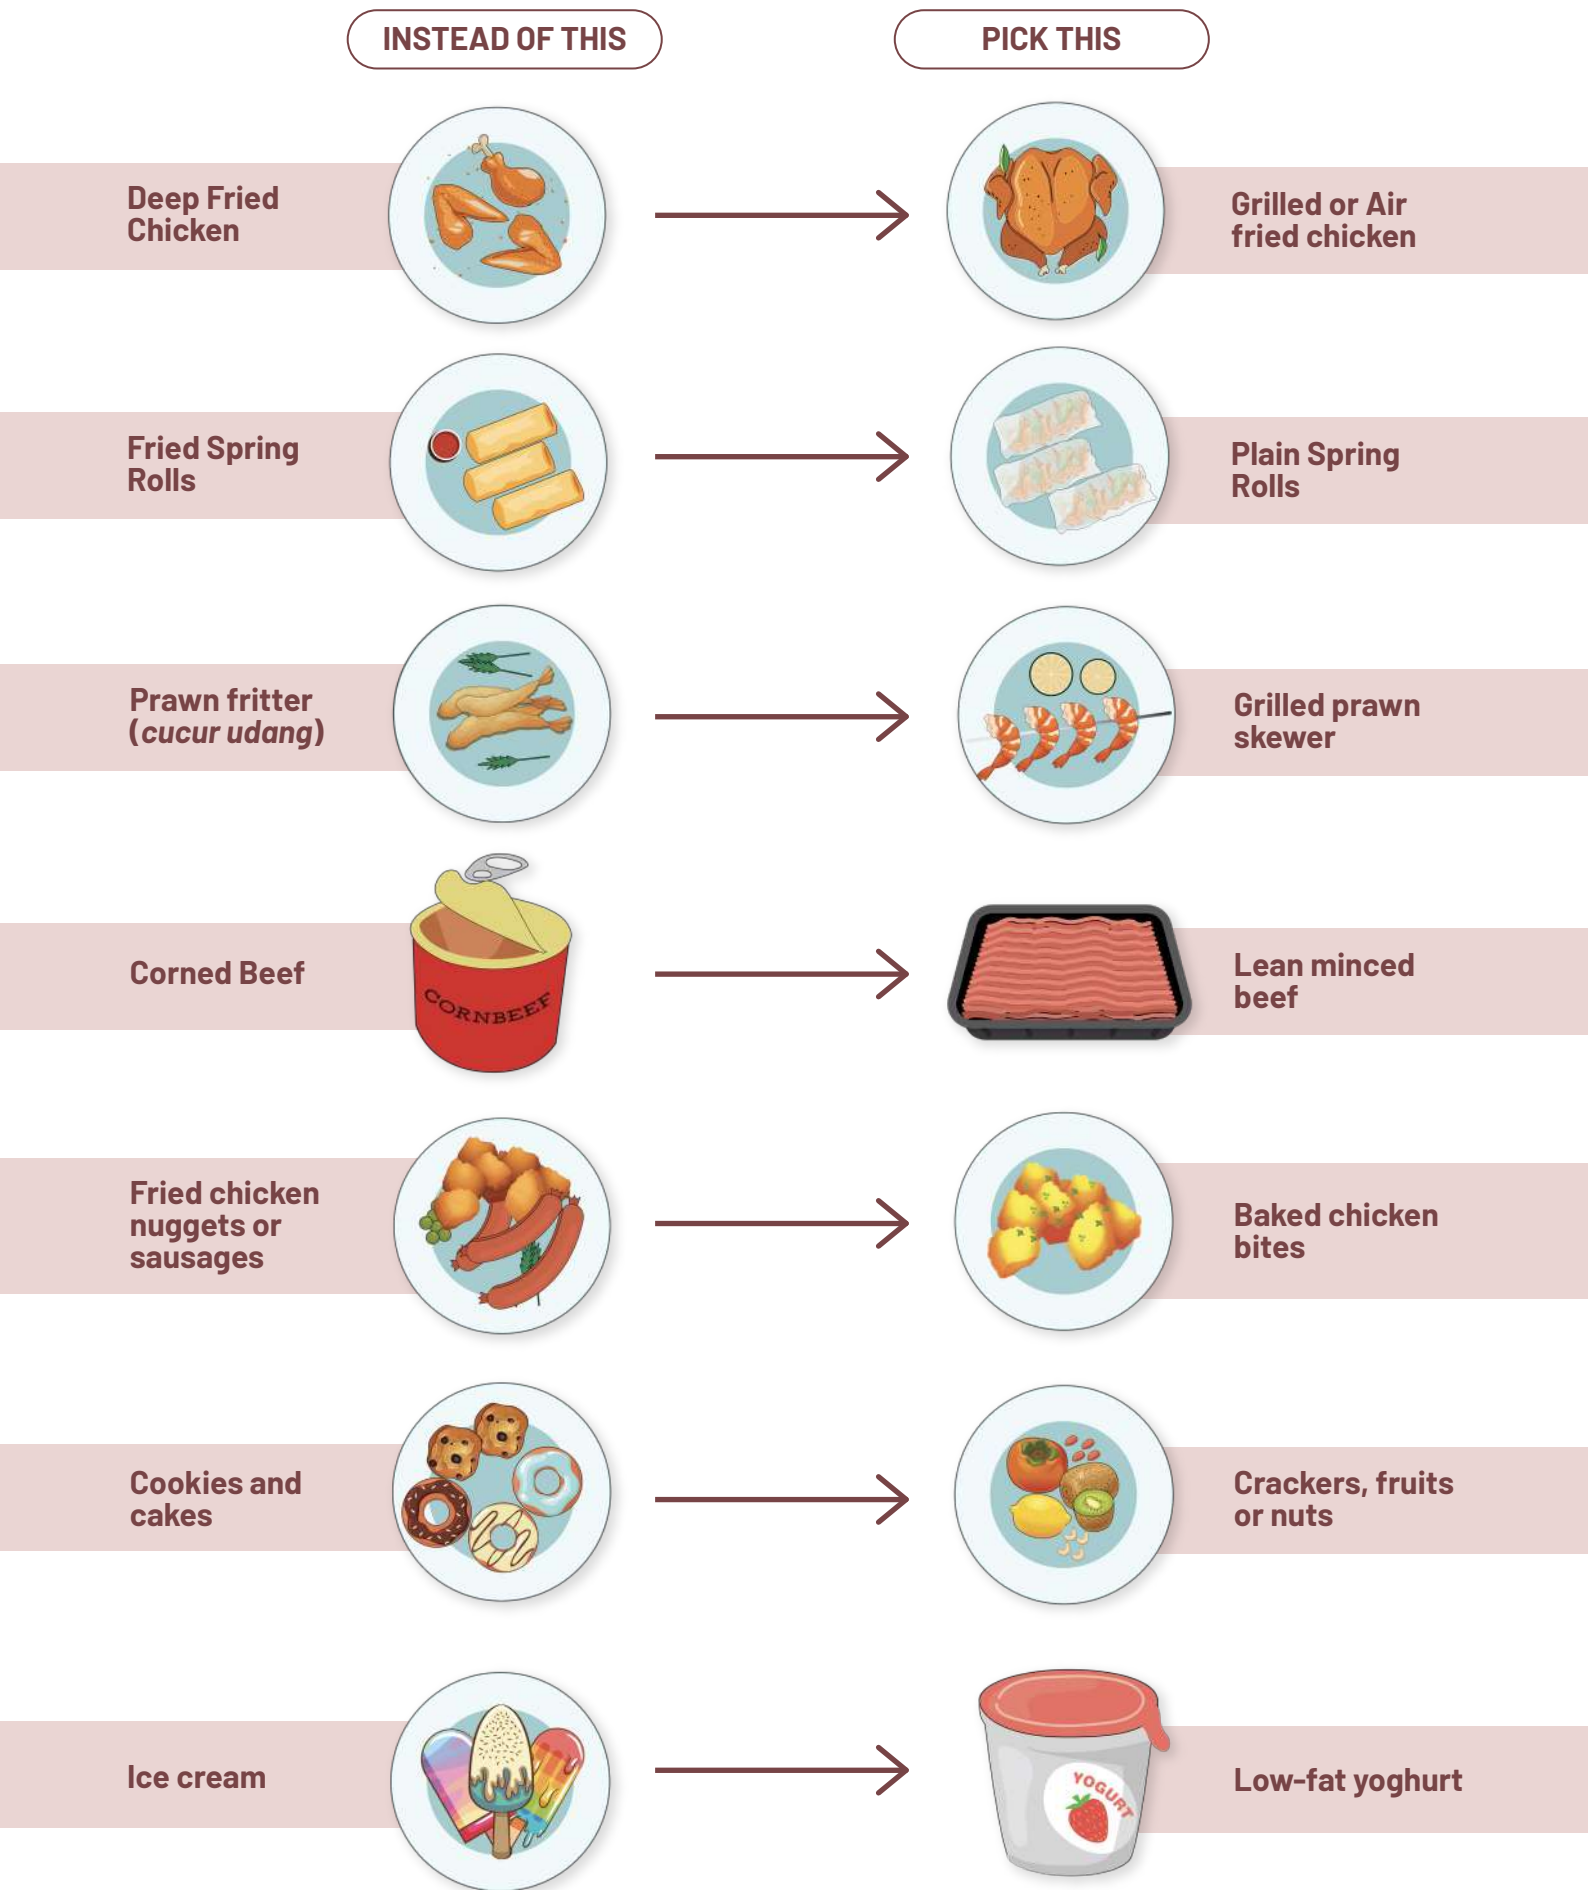 INSTEAD OF THIS
PICK THIS
Deep Fried
Chicken
Grilled or Air
fried chicken
Fried Spring
Rolls
Plain Spring
Rolls
Prawn fritter
(cucur udang)
Grilled prawn
skewer
Corned Beef
CORNBEEF
Lean minced
beef
Fried chicken
nuggets or
sausages
Baked chicken
bites
Cookies and
cakes
Crackers, fruits
or nuts
Ice cream
YOGURT
Low-fat yoghurt